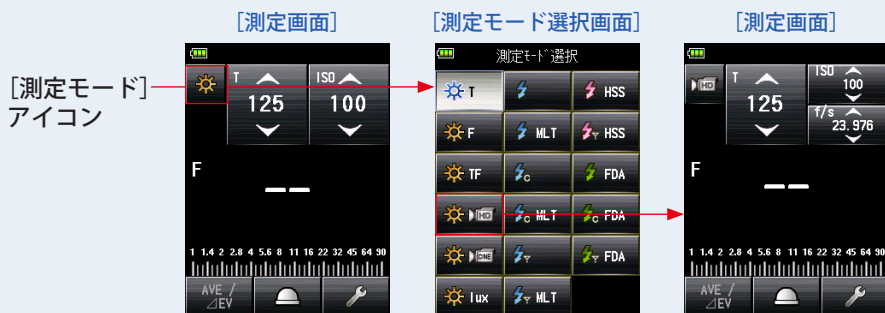 [測定画面]
[測定モード選択画面]
[測定画面]
[測定モード]
アイコン
T
125
ISO
100
F
1 1.4 2 2.8 4 5.6 8 11 16 22 32 45 64 90
AVE /
⊿EV
測定ﾓｰﾄﾞ選択
T
HSS
F
MLT
HSS
TF
C
FDA
HD
C MLT
C FDA
CINE
FDA
lux
MLT
HD
T
125
ISO
100
f/s
23.976
F
1 1.4 2 2.8 4 5.6 8 11 16 22 32 45 64 90
AVE /
⊿EV